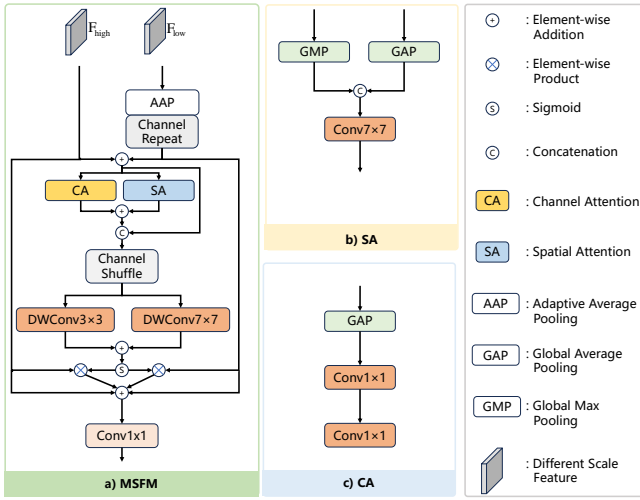 F_high
F_low
AAP
Channel
Repeat
+
CA
SA
+
C
Channel
Shuffle
DWConv3×3
DWConv7×7
+
×
S
×
+
Conv1x1
a) MSFM
GMP
GAP
C
Conv7×7
b) SA
GAP
Conv1×1
Conv1×1
c) CA
+ : Element-wise
Addition
× : Element-wise
Product
S : Sigmoid
C : Concatenation
CA : Channel Attention
SA : Spatial Attention
AAP : Adaptive Average
Pooling
GAP : Global Average
Pooling
GMP : Global Max
Pooling
: Different Scale
Feature